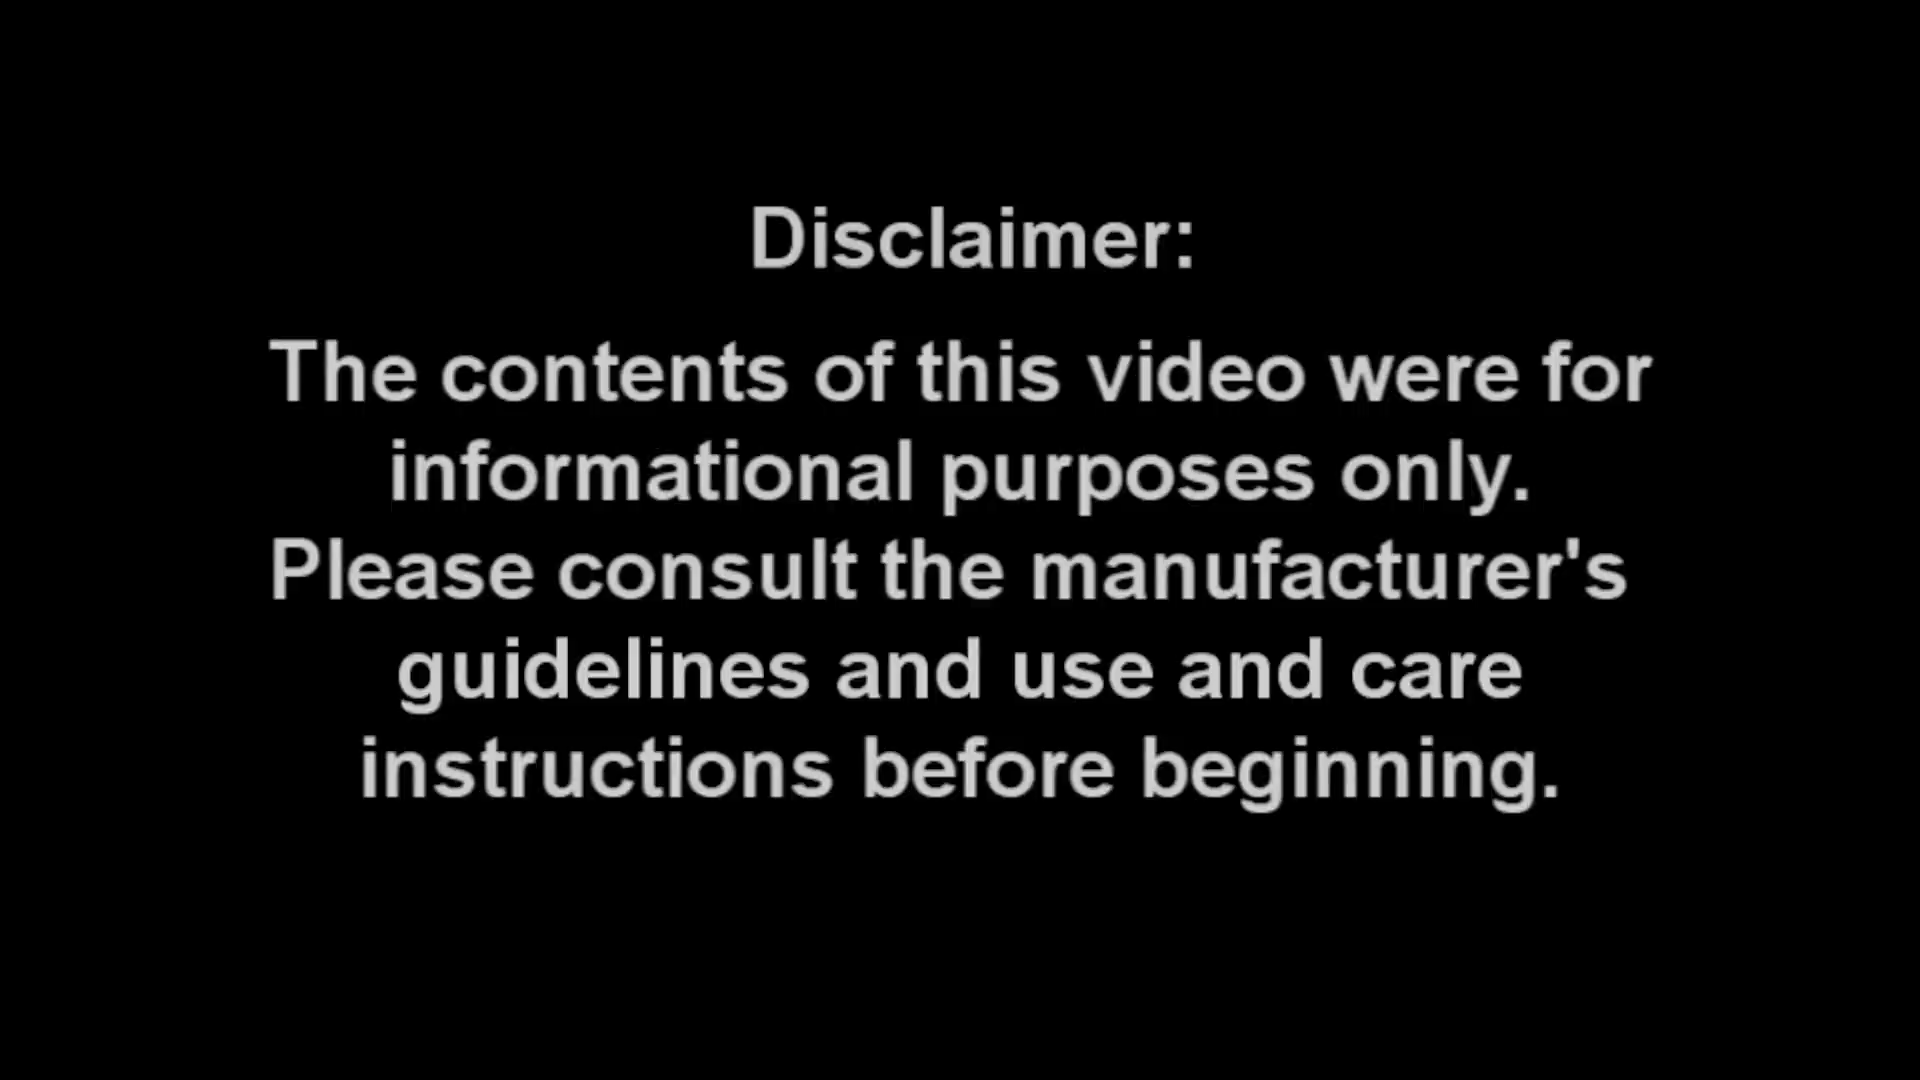 Disclaimer:
The contents of this video were for
informational purposes only.
Please consult the manufacturer's
guidelines and use and care
instructions before beginning.